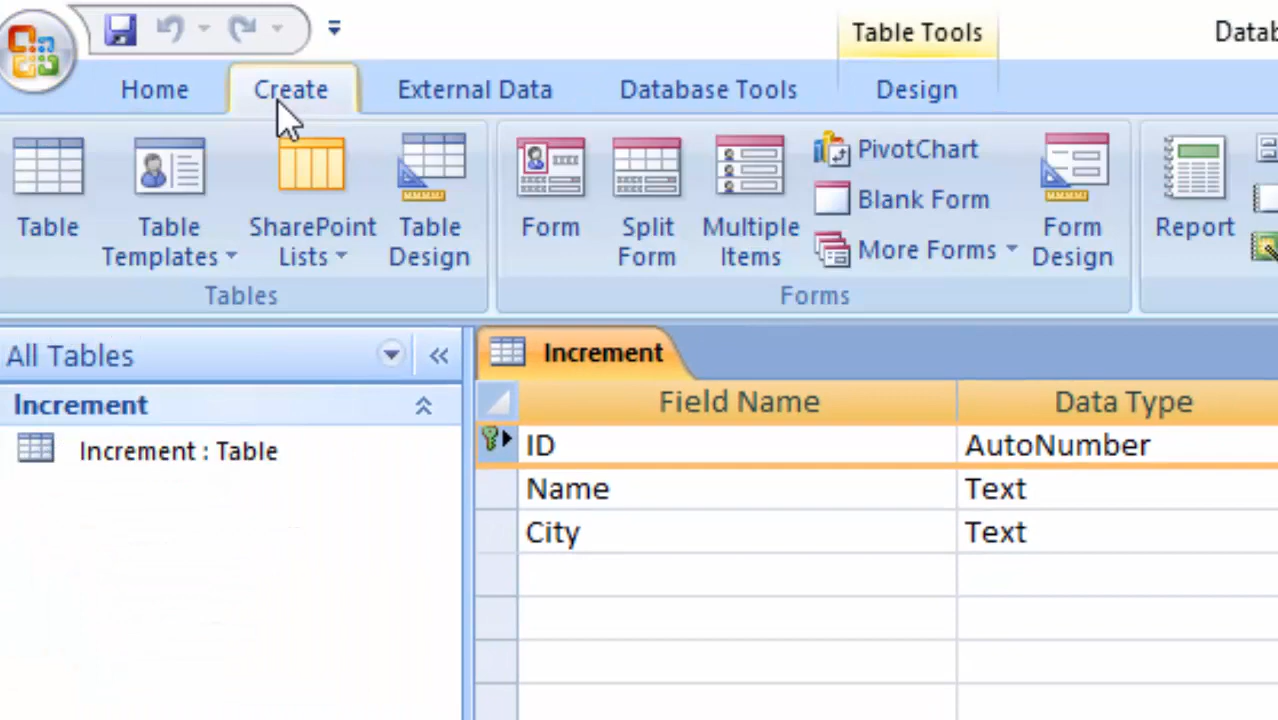 Table Tools
Home
Create
External Data
Database Tools
Design
Table
Table Templates
SharePoint Lists
Table Design
Tables
Form
Split Form
Multiple Items
PivotChart
Blank Form
More Forms
Form Design
Forms
Report
All Tables
Increment
Increment : Table
Increment
Field Name Data Type
ID AutoNumber
Name Text
City Text